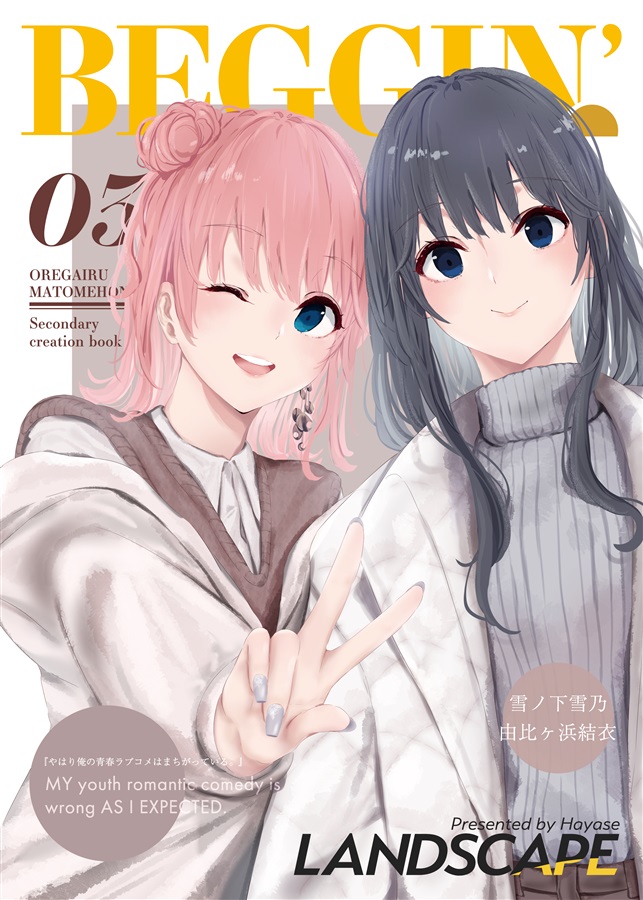 BEGGIN’
03
OREGAIRU
MATOMEHON
Secondary
creation book
雪ノ下雪乃
由比ヶ浜結衣
『やはり俺の青春ラブコメはまちがっている。』
MY youth romantic comedy is
wrong AS I EXPECTED.
Presented by Hayase
LANDSCAPE